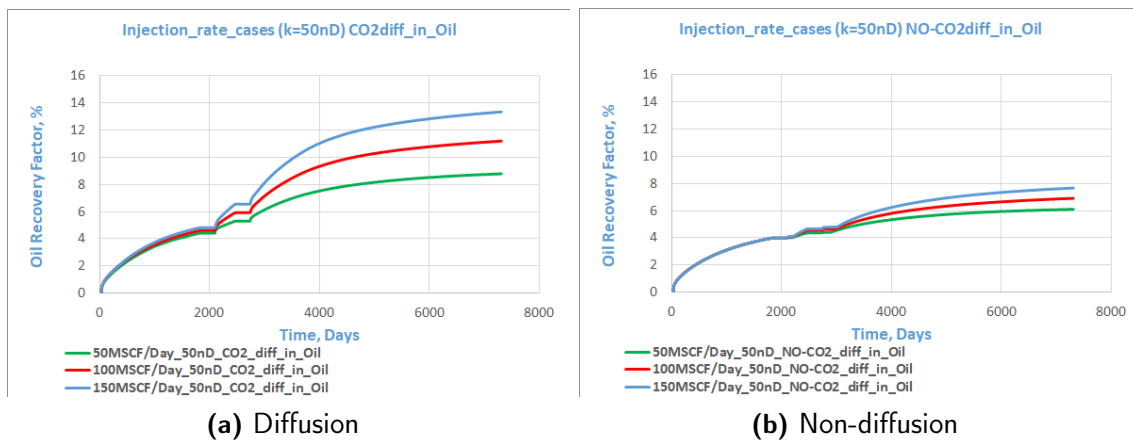 Injection_rate_cases (k=50nD) CO2diff_in_Oil
Oil Recovery Factor, %
16
14
12
10
8
6
4
2
0
0 2000 4000 6000 8000
Time, Days
50MSCF/Day_50nD_CO2_diff_in_Oil
100MSCF/Day_50nD_CO2_diff_in_Oil
150MSCF/Day_50nD_CO2_diff_in_Oil
(a) Diffusion
Injection_rate_cases (k=50nD) NO-CO2diff_in_Oil
Oil Recovery Factor, %
16
14
12
10
8
6
4
2
0
0 2000 4000 6000 8000
Time, Days
50MSCF/Day_50nD_NO-CO2_diff_in_Oil
100MSCF/Day_50nD_NO-CO2_diff_in_Oil
150MSCF/Day_50nD_NO-CO2_diff_in_Oil
(b) Non-diffusion